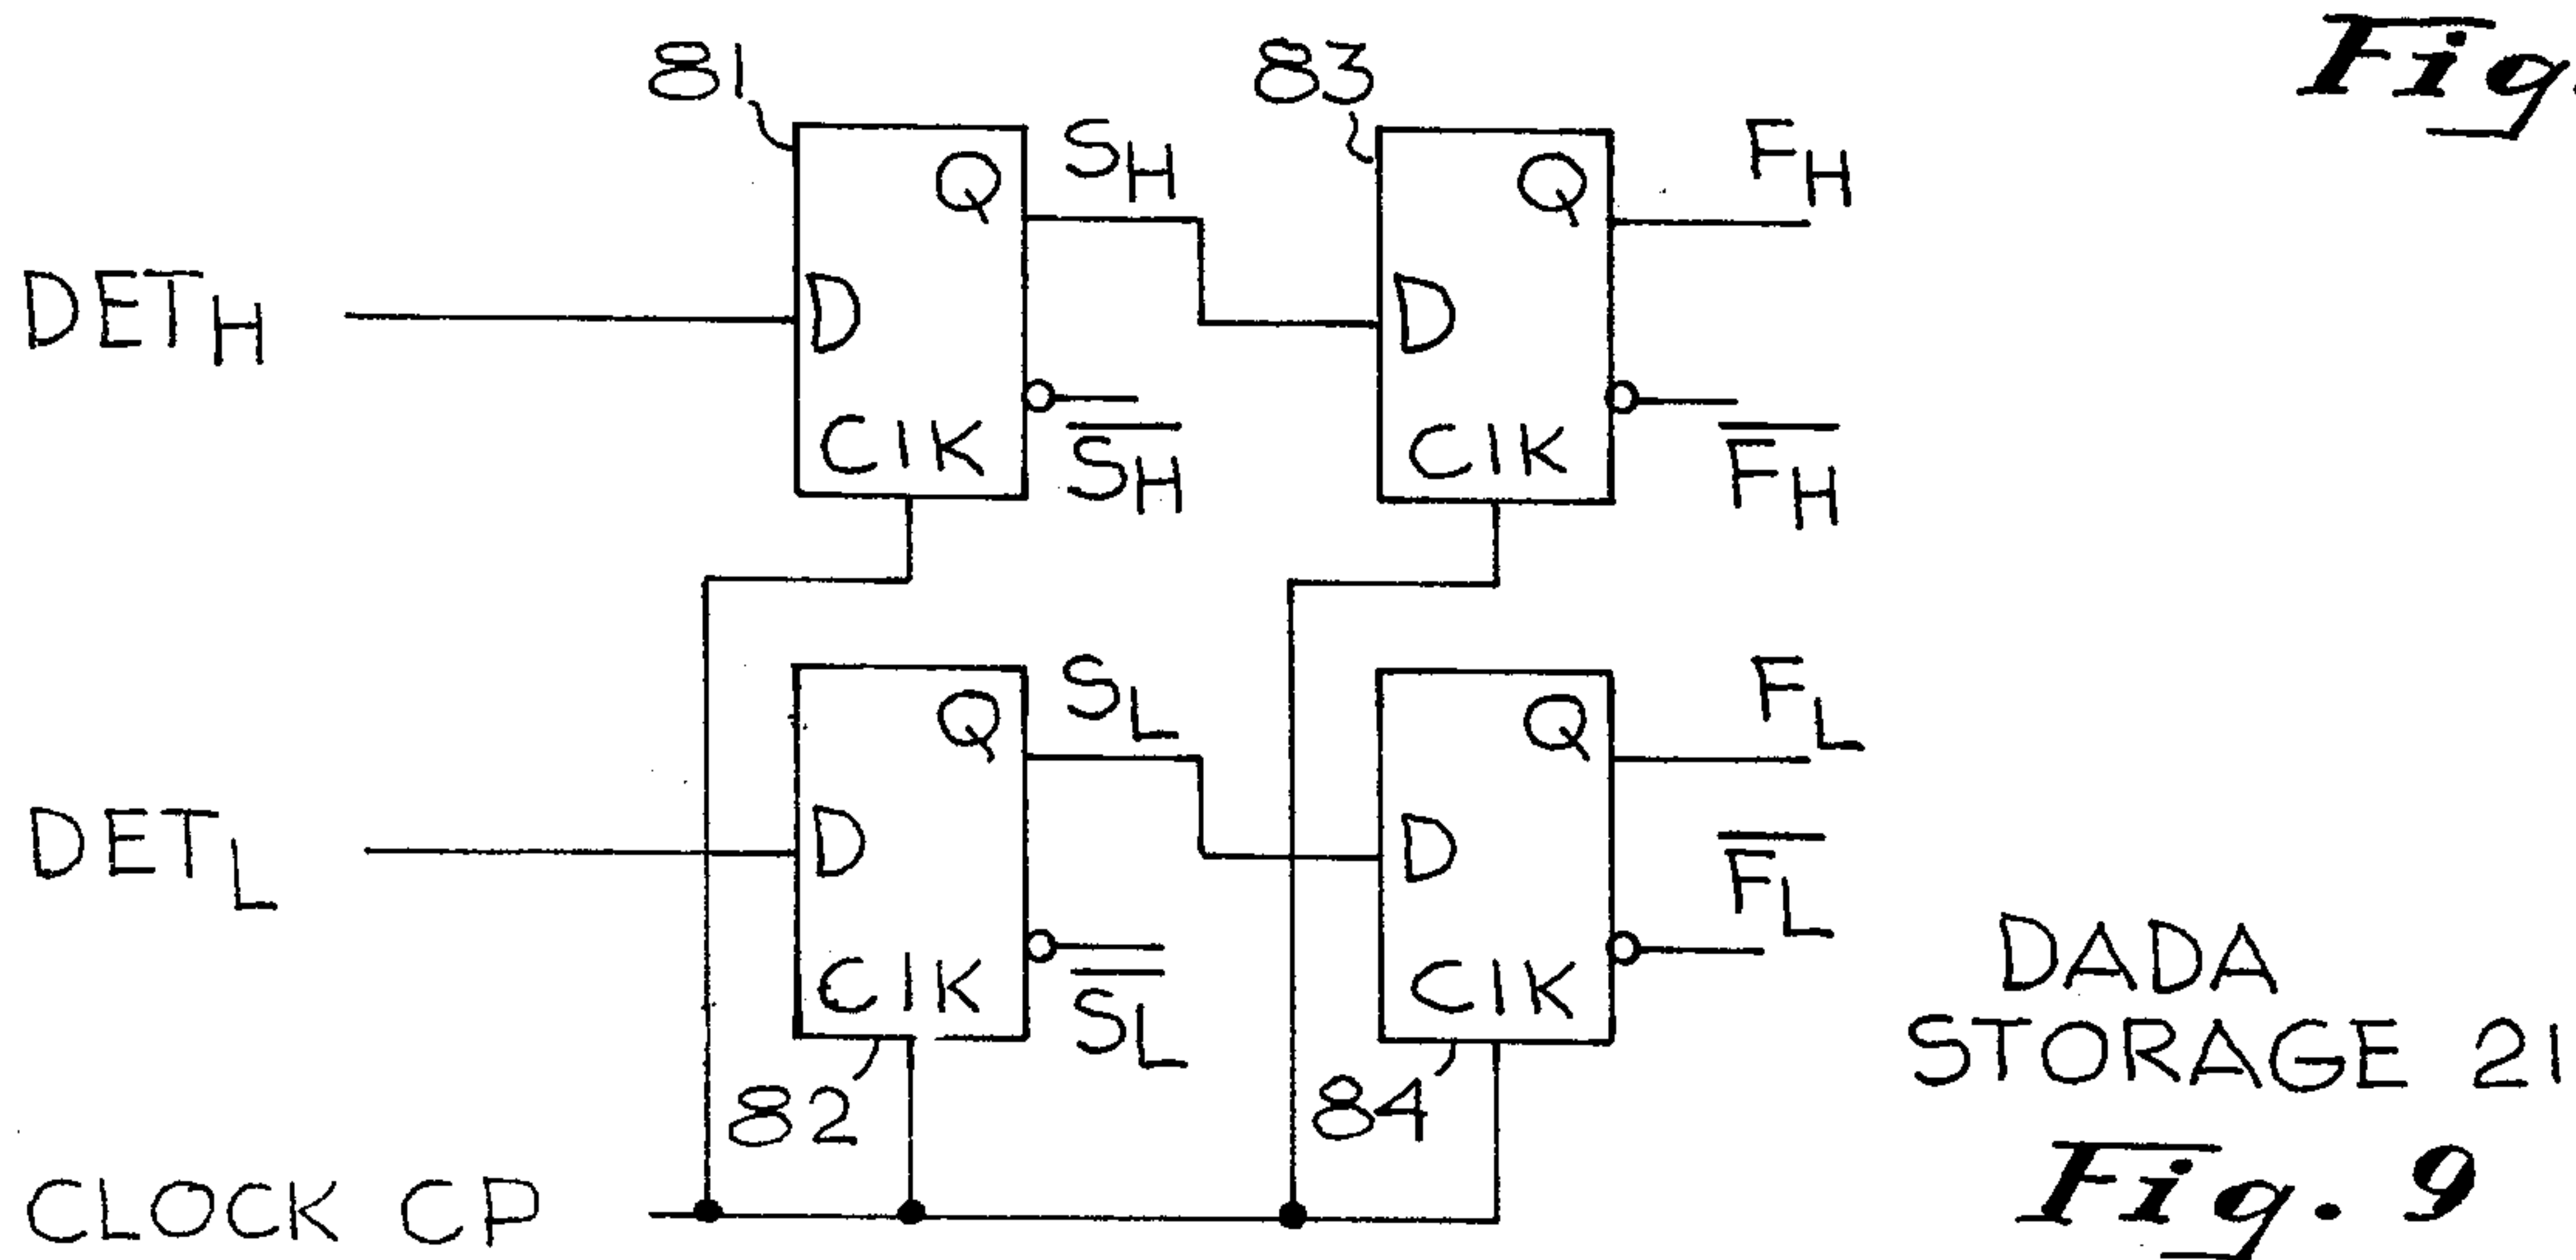 Fig.
81
83
S_H
F_H
Q
Q
DET_H
D
D
CIK
CIK
S̅_H̅
F̅_H̅
S_L
F_L
Q
Q
DET_L
D
D
F̅_L̅
CIK
CIK
S̅_L̅
DADA
STORAGE 21
82
84
CLOCK CP
Fig. 9